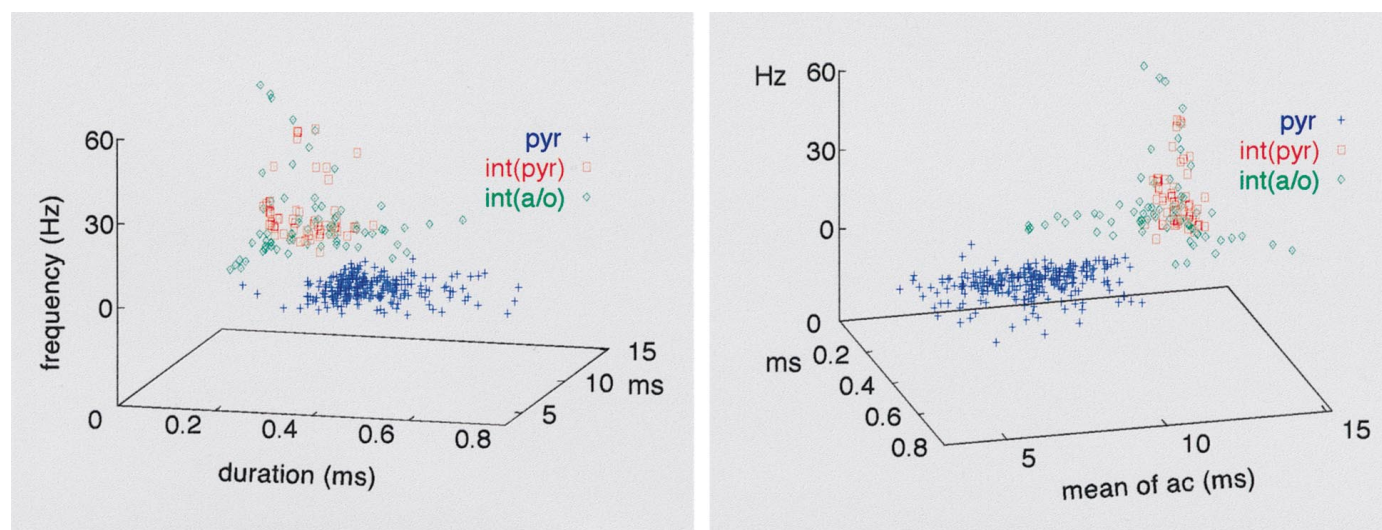 60
30
0
frequency (Hz)
pyr
int(pyr)
int(a/o)
0
0.2
0.4
0.6
0.8
duration (ms)
5
10 ms
15
Hz 60
30
0
pyr
int(pyr)
int(a/o)
0
ms 0.2
0.4
0.6
0.8
5
10
15
mean of ac (ms)